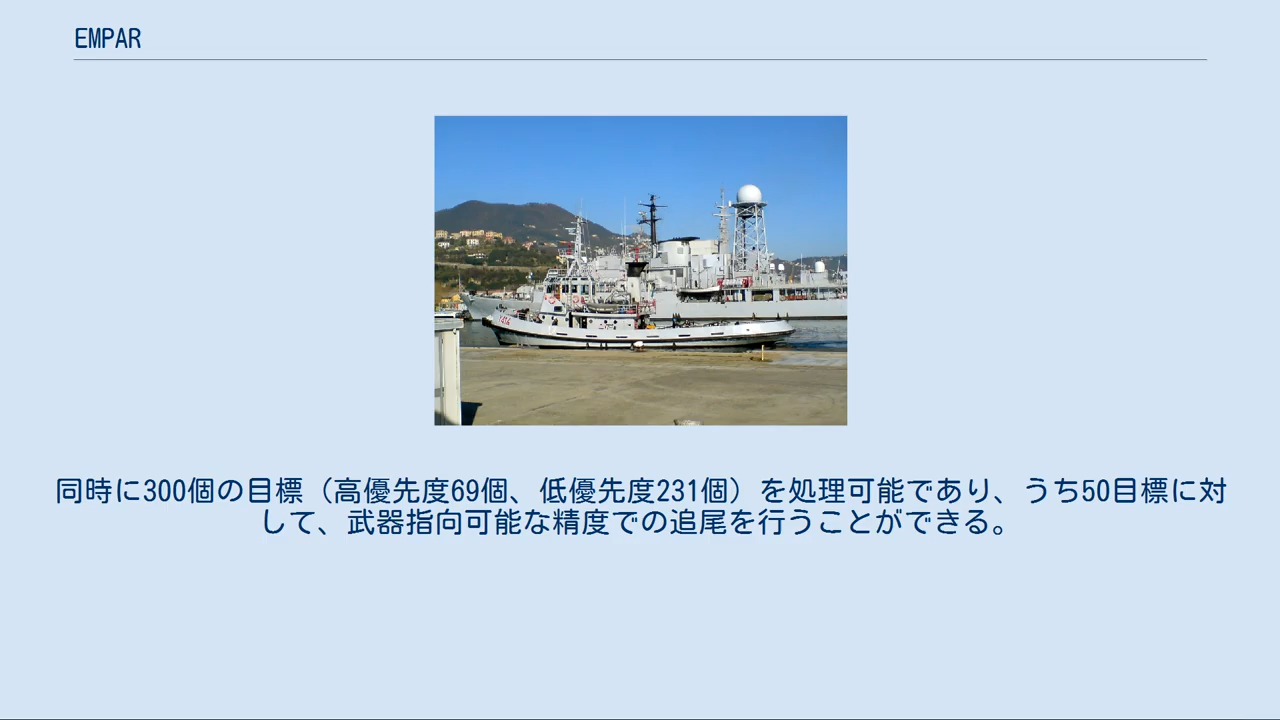 EMPAR
同時に300個の目標（高優先度69個、低優先度231個）を処理可能であり、うち50目標に対
して、武器指向可能な精度での追尾を行うことができる。